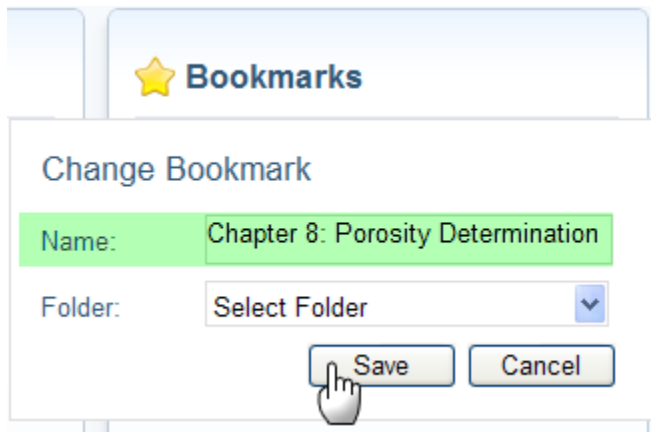 Bookmarks
Change Bookmark
Name: Chapter 8: Porosity Determination
Folder: Select Folder
Save Cancel